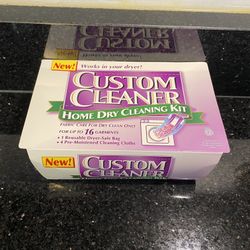 New! Works in your dryer!
CUSTOM
CLEANER
HOME DRY CLEANING KIT
FABRIC CARE FOR DRY CLEAN ONLY
FOR UP TO 16 GARMENTS
• 1 Reusable Dryer-Safe Bag
• 4 Pre-Moistened Cleaning Cloths
New! CUSTOM
CLEANER